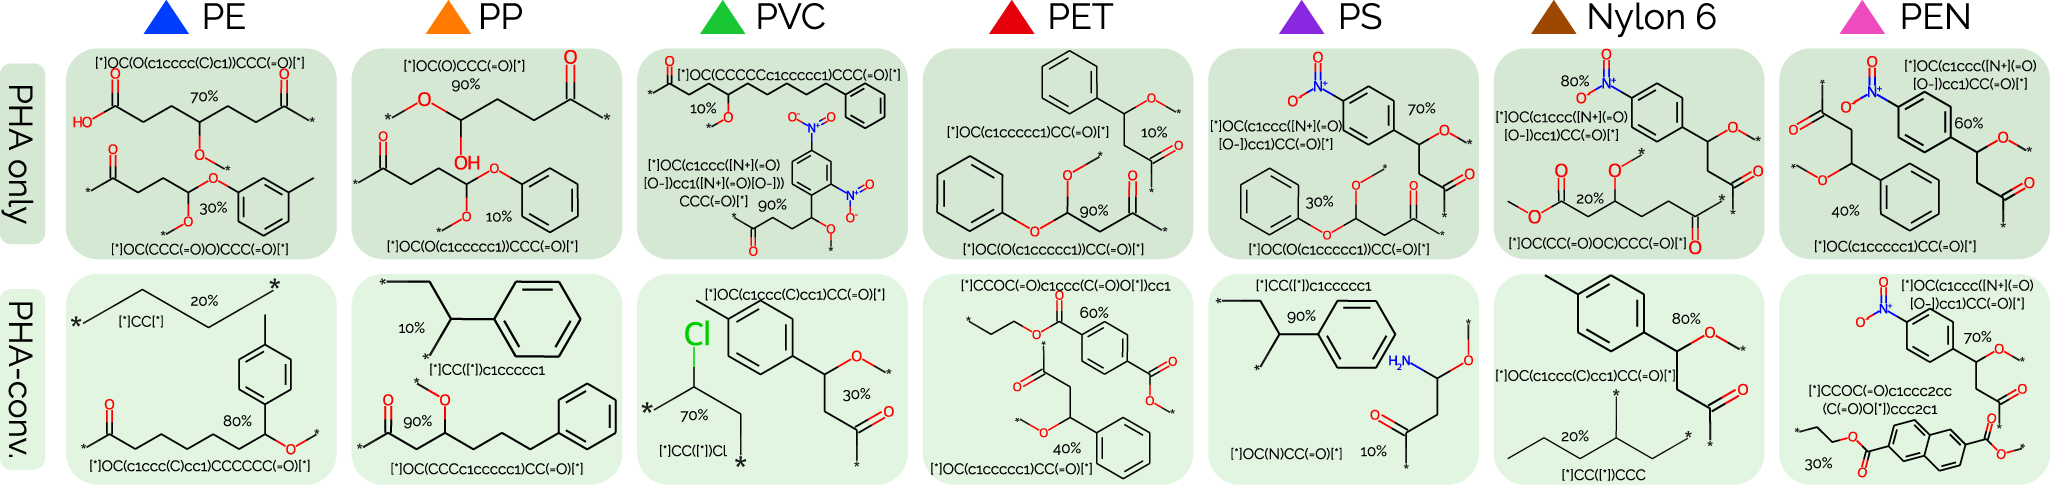 PE
PP
PVC
PET
PS
Nylon 6
PEN
PHA only
[*]OC(O(c1cccc(C)c1))CCC(=O)[*]
O
O
70%
HO
*
O
*
O
O
*
30%
O
*
[*]OC(CCC(=O)O)CCC(=O)[*]
[*]OC(O)CCC(=O)[*]
90%
O
O
*
*
OH
O
O
*
O
*
10%
[*]OC(O(c1ccccc1))CCC(=O)[*]
O
[*]OC(CCCCCc1ccccc1)CCC(=O)[*]
*
10%
O
*
O-
N+
O
[*]OC(c1ccc([N+](=O)
[O-])cc1([N+](=O)[O-]))
CCC(=O)[*]
N+
O
O-
90%
*
O
O
*
O
*
[*]OC(c1ccccc1)CC(=O)[*]
10%
O
*
*
O
O
O
90%
*
[*]OC(O(c1ccccc1))CC(=O)[*]
O
N+
O-
70%
[*]OC(c1ccc([N+](=O)
[O-])cc1)CC(=O)[*]
O
*
O
*
*
O
30%
O
O
*
[*]OC(O(c1ccccc1))CC(=O)[*]
80%
O
N+
O-
[*]OC(c1ccc([N+](=O)
[O-])cc1)CC(=O)[*]
O
*
O
*
O
*
O
O
20%
*
O
[*]OC(CC(=O)OC)CCC(=O)[*]
O
N+
O-
[*]OC(c1ccc([N+](=O)
[O-])cc1)CC(=O)[*]
60%
*
O
O
*
O
*
*
O
40%
[*]OC(c1ccccc1)CC(=O)[*]
PHA-conv.
*
20%
*
[*]CC[*]
O
80%
*
O
*
[*]OC(c1ccc(C)cc1)CCCCCC(=O)[*]
*
10%
*
[*]CC([*])c1ccccc1
*
O
O
90%
*
[*]OC(CCCc1ccccc1)CC(=O)[*]
[*]OC(c1ccc(C)cc1)CC(=O)[*]
Cl
O
*
30%
*
70%
O
[*]CC([*])Cl
*
*
[*]CCOC(=O)c1ccc(C(=O)O[*])cc1
O
60%
*
O
*
O
O
O
*
*
O
40%
[*]OC(c1ccccc1)CC(=O)[*]
[*]CC([*])c1ccccc1
*
90%
*
*
H2N
O
O
[*]OC(N)CC(=O)[*]
10%
*
80%
O
*
[*]OC(c1ccc(C)cc1)CC(=O)[*]
*
O
*
20%
*
[*]CC([*])CCC
[*]OC(c1ccc([N+](=O)
[O-])cc1)CC(=O)[*]
O
N+
O-
70%
O
*
O
*
[*]CCOC(=O)c1ccc2cc
(C(=O)O[*])ccc2c1
*
O
O
O
O
*
30%